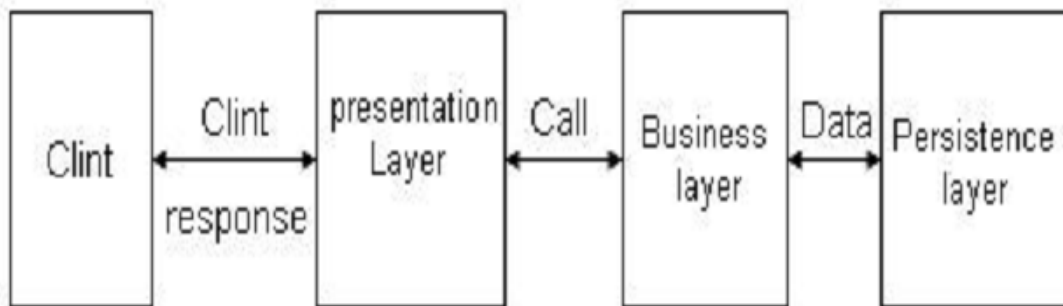 Clint
Clint
response
presentation
Layer
Call
Business
layer
Data
Persistence
layer